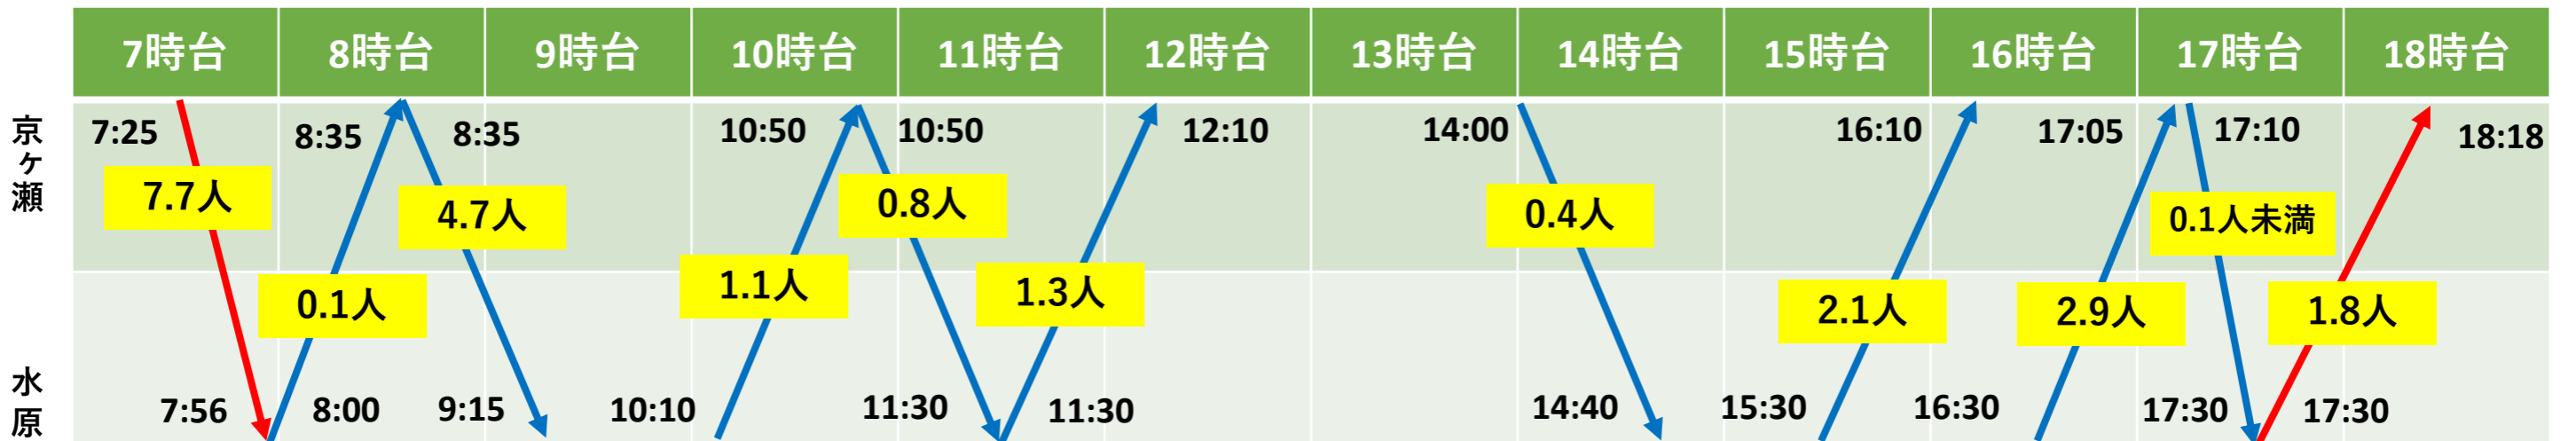 7時台 8時台 9時台 10時台 11時台 12時台 13時台 14時台 15時台 16時台 17時台 18時台
京ヶ瀬
7:25 8:35 8:35 10:50 10:50 12:10 14:00 16:10 17:05 17:10 18:18
7.7人 4.7人 0.8人 0.4人 0.1人未満
0.1人 1.1人 1.3人 2.1人 2.9人 1.8人
水原
7:56 8:00 9:15 10:10 11:30 11:30 14:40 15:30 16:30 17:30 17:30